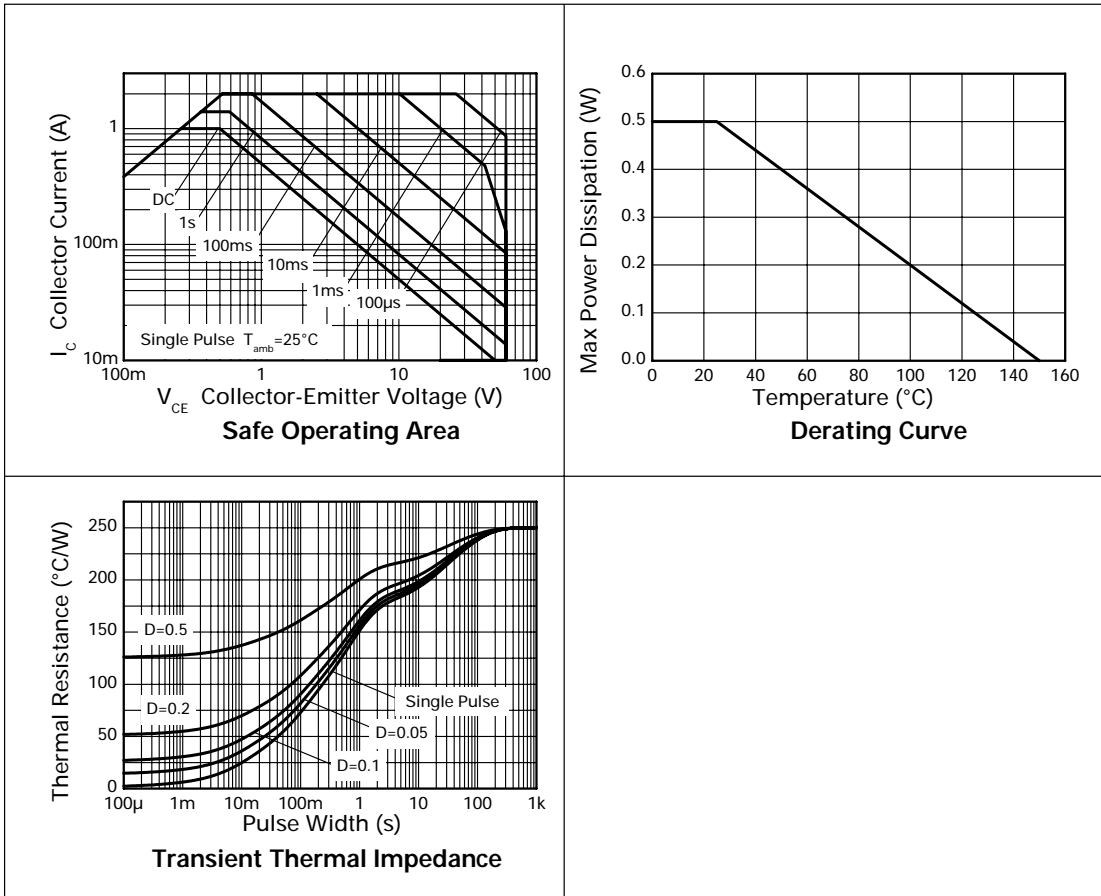 I_C Collector Current (A)
1
100m
10m
DC
1s
100ms
10ms
1ms
100µs
Single Pulse T_amb=25°C
100m 1 10 100
V_CE Collector-Emitter Voltage (V)
Safe Operating Area
Max Power Dissipation (W)
0.6
0.5
0.4
0.3
0.2
0.1
0.0
0 20 40 60 80 100 120 140 160
Temperature (°C)
Derating Curve
Thermal Resistance (°C/W)
250
200
150
100
50
0
D=0.5
D=0.2
Single Pulse
D=0.05
D=0.1
100µ 1m 10m 100m 1 10 100 1k
Pulse Width (s)
Transient Thermal Impedance